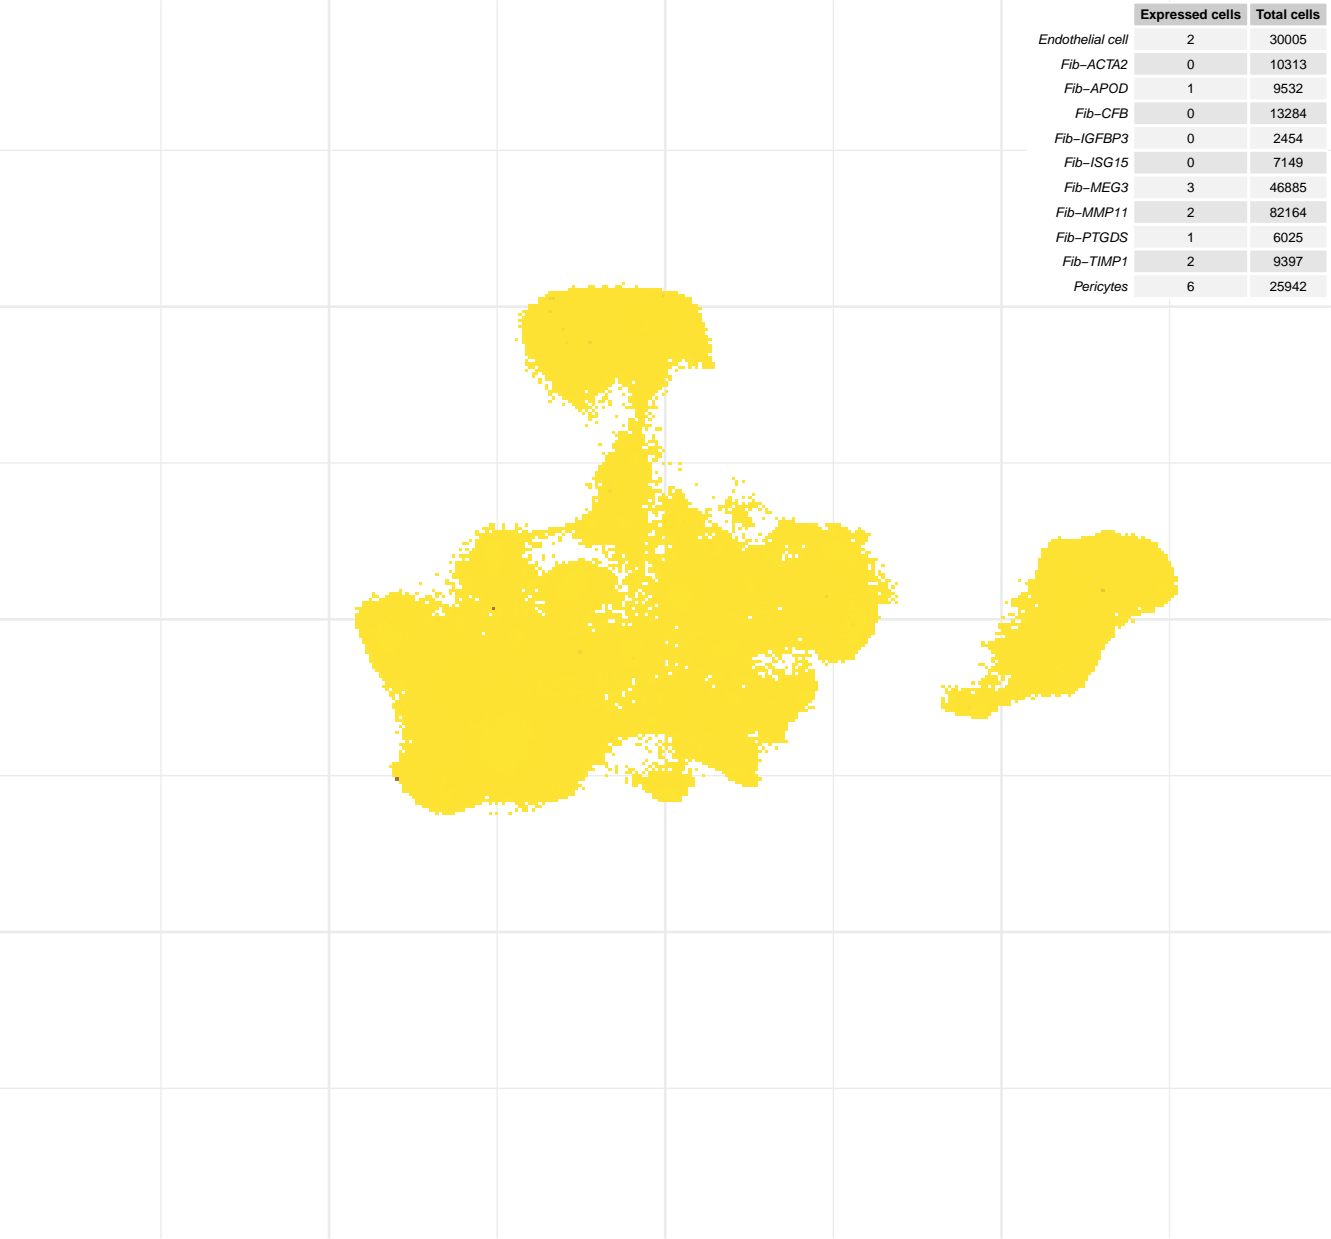 Expressed cells Total cells
Endothelial cell 2 30005
Fib−ACTA2 0 10313
Fib−APOD 1 9532
Fib−CFB 0 13284
Fib−IGFBP3 0 2454
Fib−ISG15 0 7149
Fib−MEG3 3 46885
Fib−MMP11 2 82164
Fib−PTGDS 1 6025
Fib−TIMP1 2 9397
Pericytes 6 25942